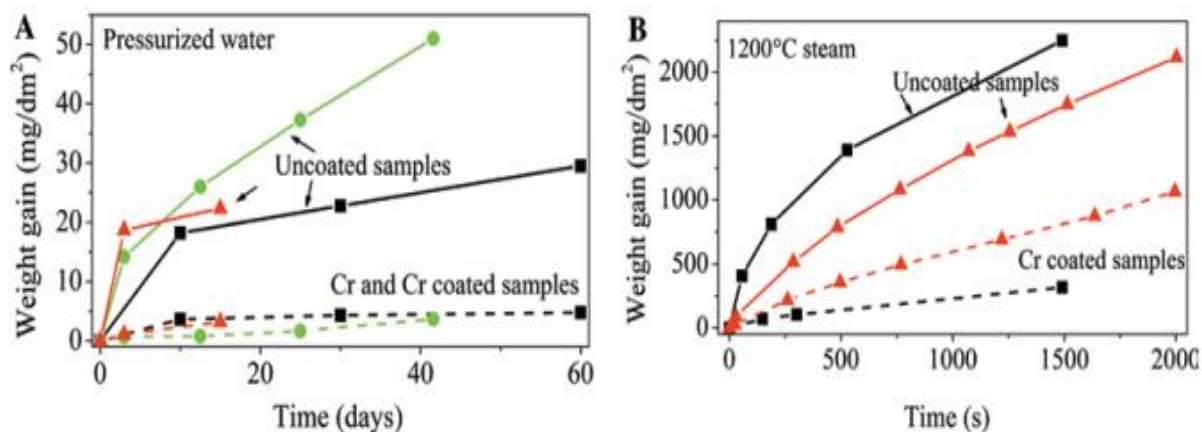 A
Pressurized water
Uncoated samples
Cr and Cr coated samples
Weight gain (mg/dm²)
50
40
30
20
10
0
0 20 40 60
Time (days)
B
1200°C steam
Uncoated samples
Cr coated samples
Weight gain (mg/dm²)
2000
1500
1000
500
0
0 500 1000 1500 2000
Time (s)